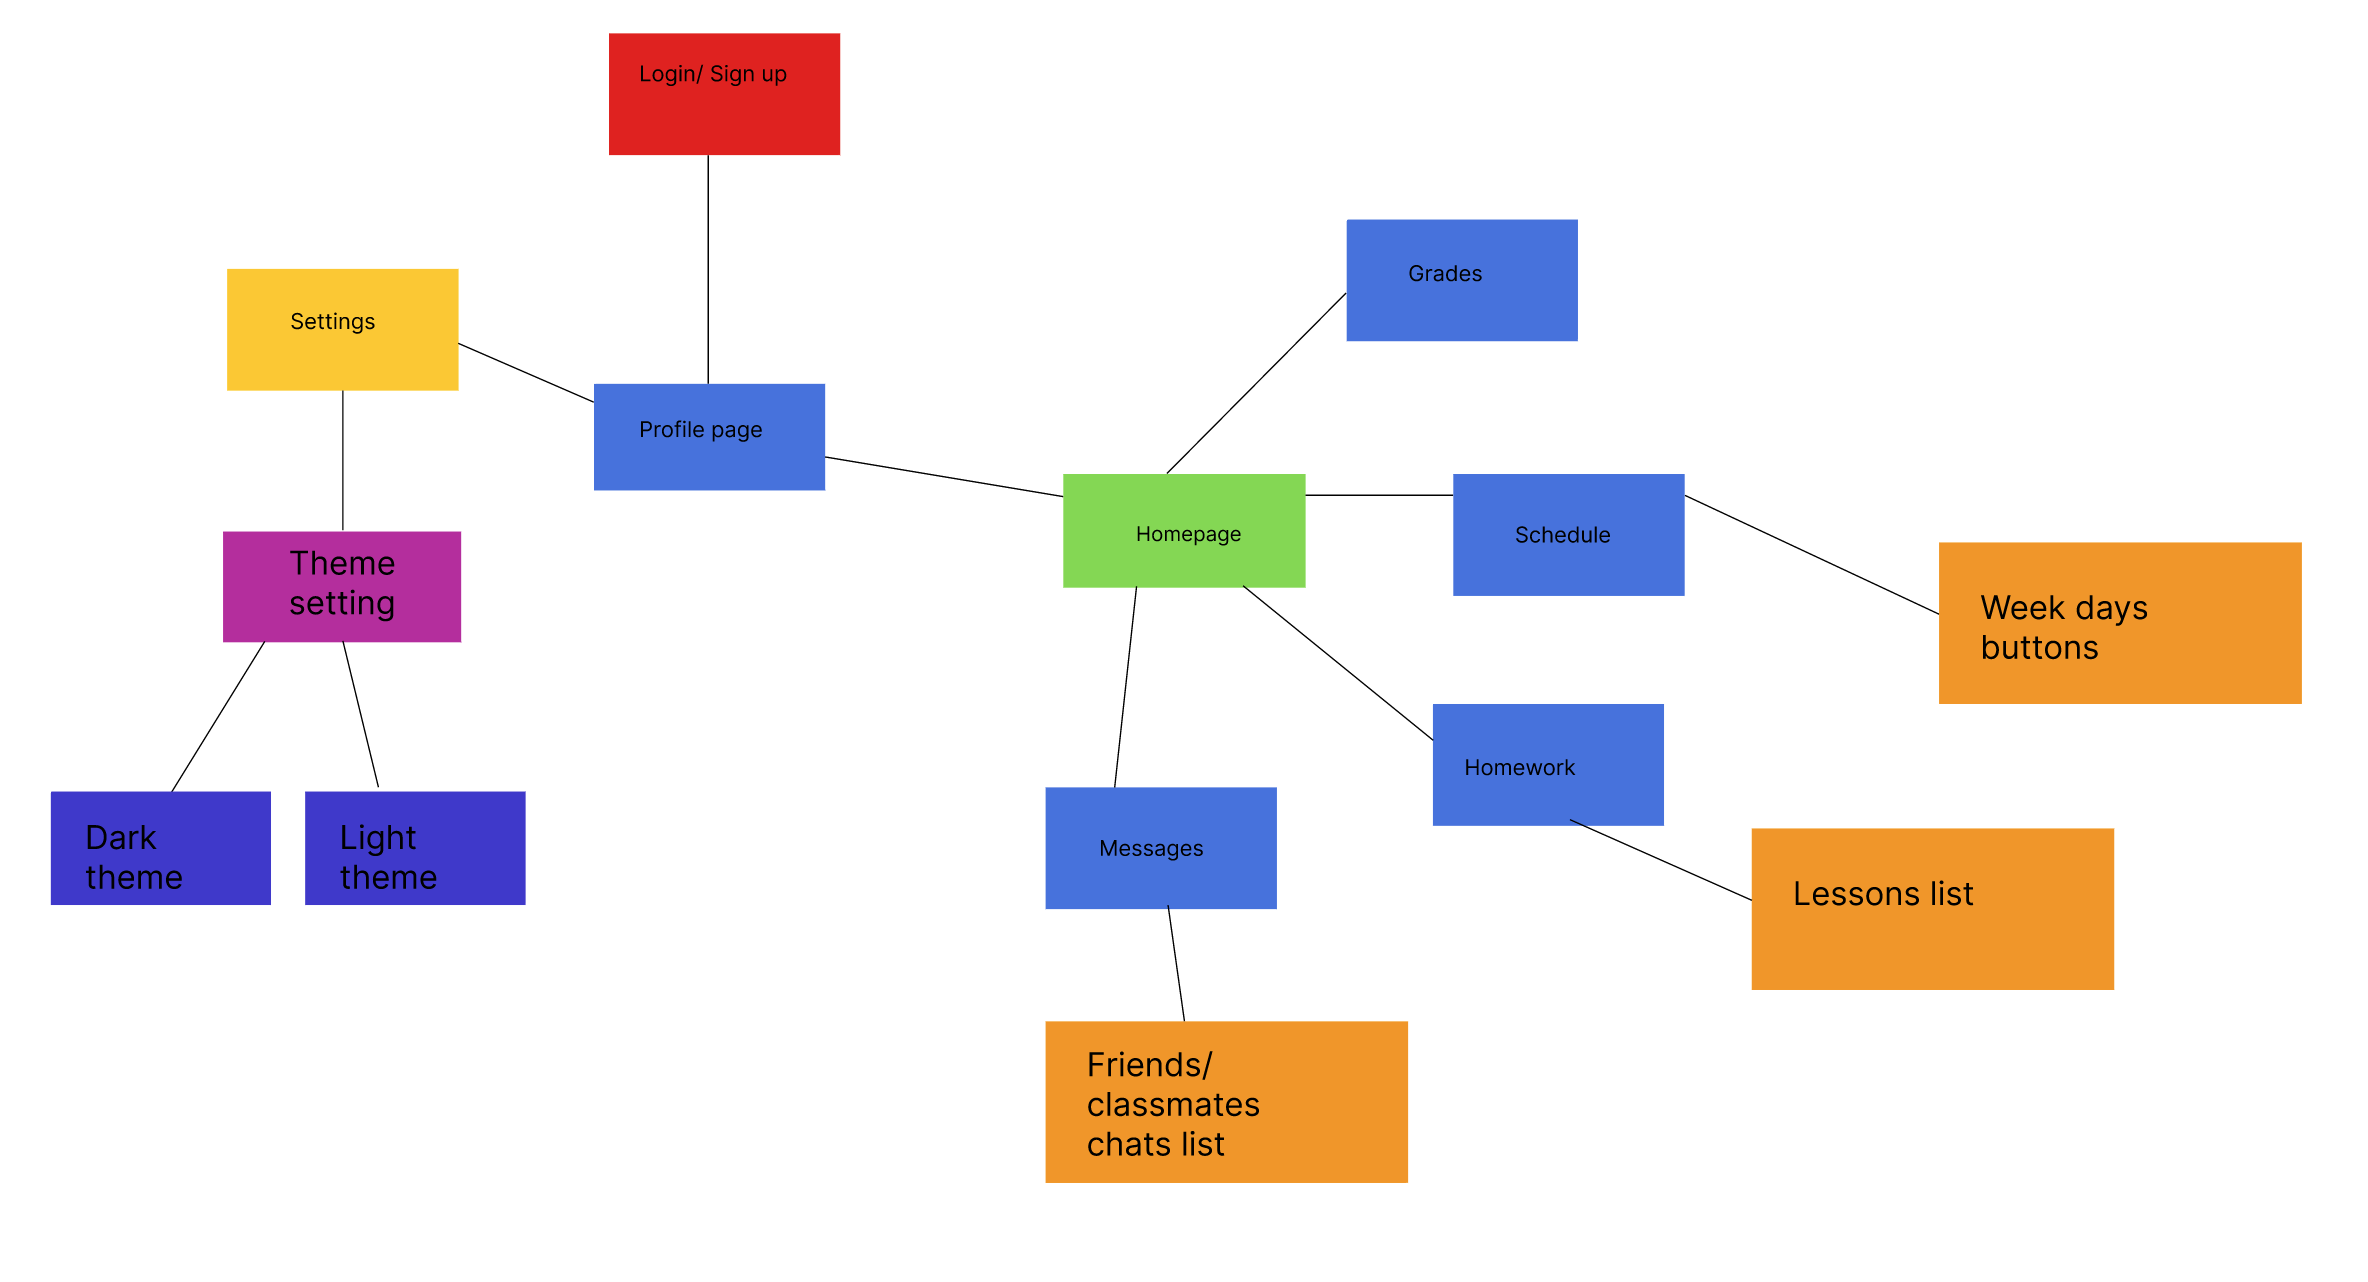 Login/ Sign up
Grades
Settings
Profile page
Homepage
Schedule
Theme
setting
Week days
buttons
Homework
Dark
theme
Light
theme
Messages
Lessons list
Friends/
classmates
chats list